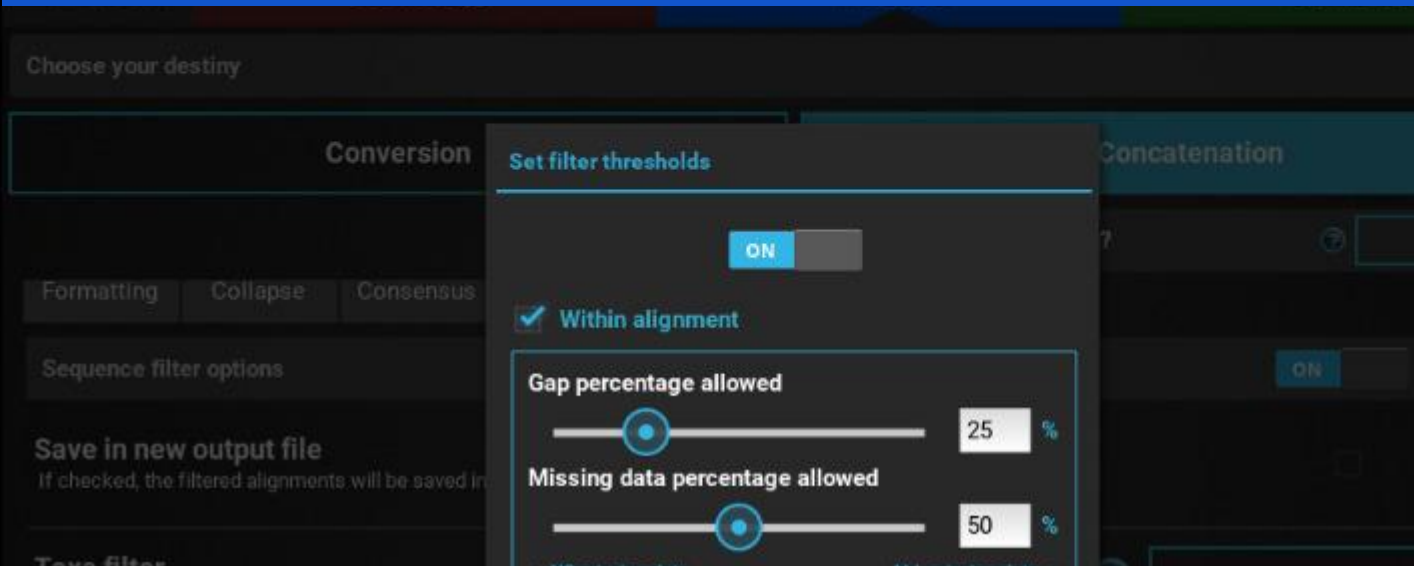 Choose your destiny
Conversion
Concatenation
Set filter thresholds
?
ON
Formatting
Collapse
Consensus
Within alignment
Sequence filter options
ON
Gap percentage allowed
25 %
Save in new output file
If checked, the filtered alignments will be saved in
Missing data percentage allowed
50 %